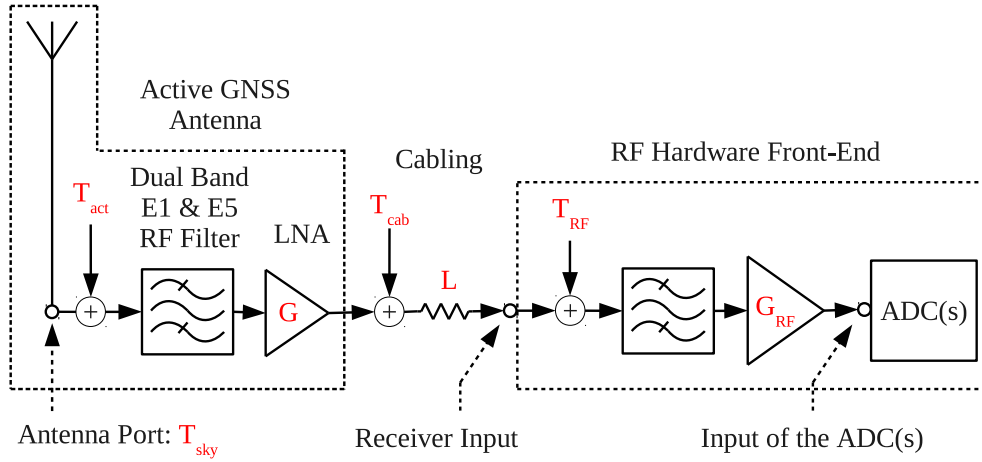 Active GNSS
Antenna
Cabling
RF Hardware Front-End
Dual Band
E1 & E5
RF Filter
LNA
T_act
T_cab
T_RF
+
G
+
L
+
G_RF
ADC(s)
Antenna Port: T_sky
Receiver Input
Input of the ADC(s)